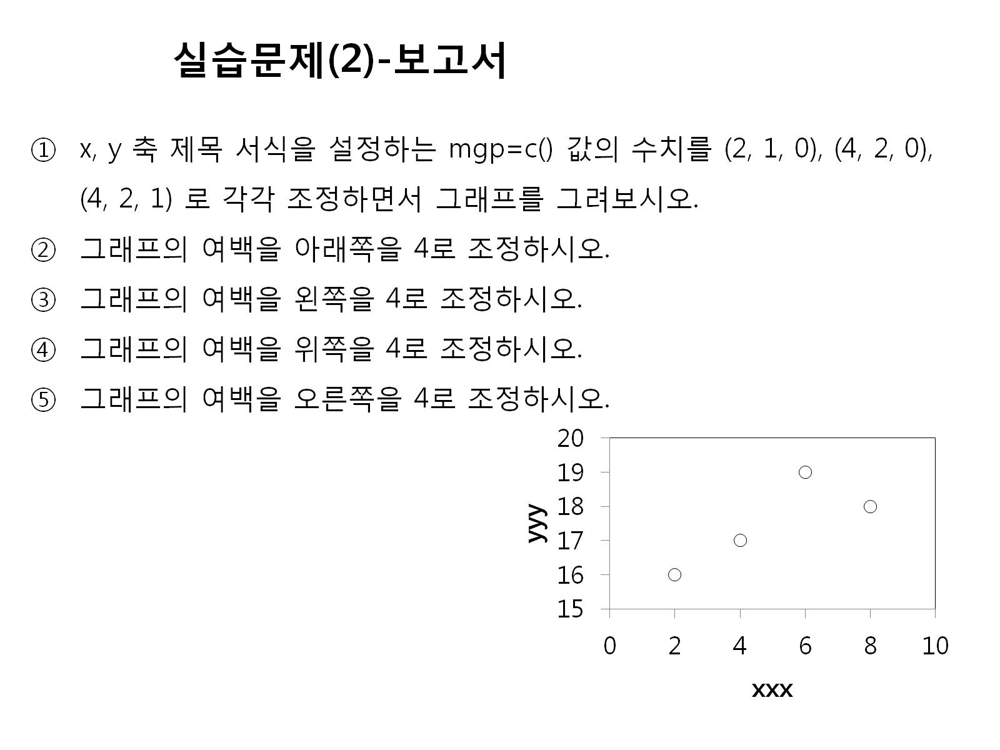 실습문제(2)-보고서
① x, y 축 제목 서식을 설정하는 mgp=c() 값의 수치를 (2, 1, 0), (4, 2, 0),
(4, 2, 1) 로 각각 조정하면서 그래프를 그려보시오.
② 그래프의 여백을 아래쪽을 4로 조정하시오.
③ 그래프의 여백을 왼쪽을 4로 조정하시오.
④ 그래프의 여백을 위쪽을 4로 조정하시오.
⑤ 그래프의 여백을 오른쪽을 4로 조정하시오.
20
19
18
17
16
15
yyy
0 2 4 6 8 10
xxx